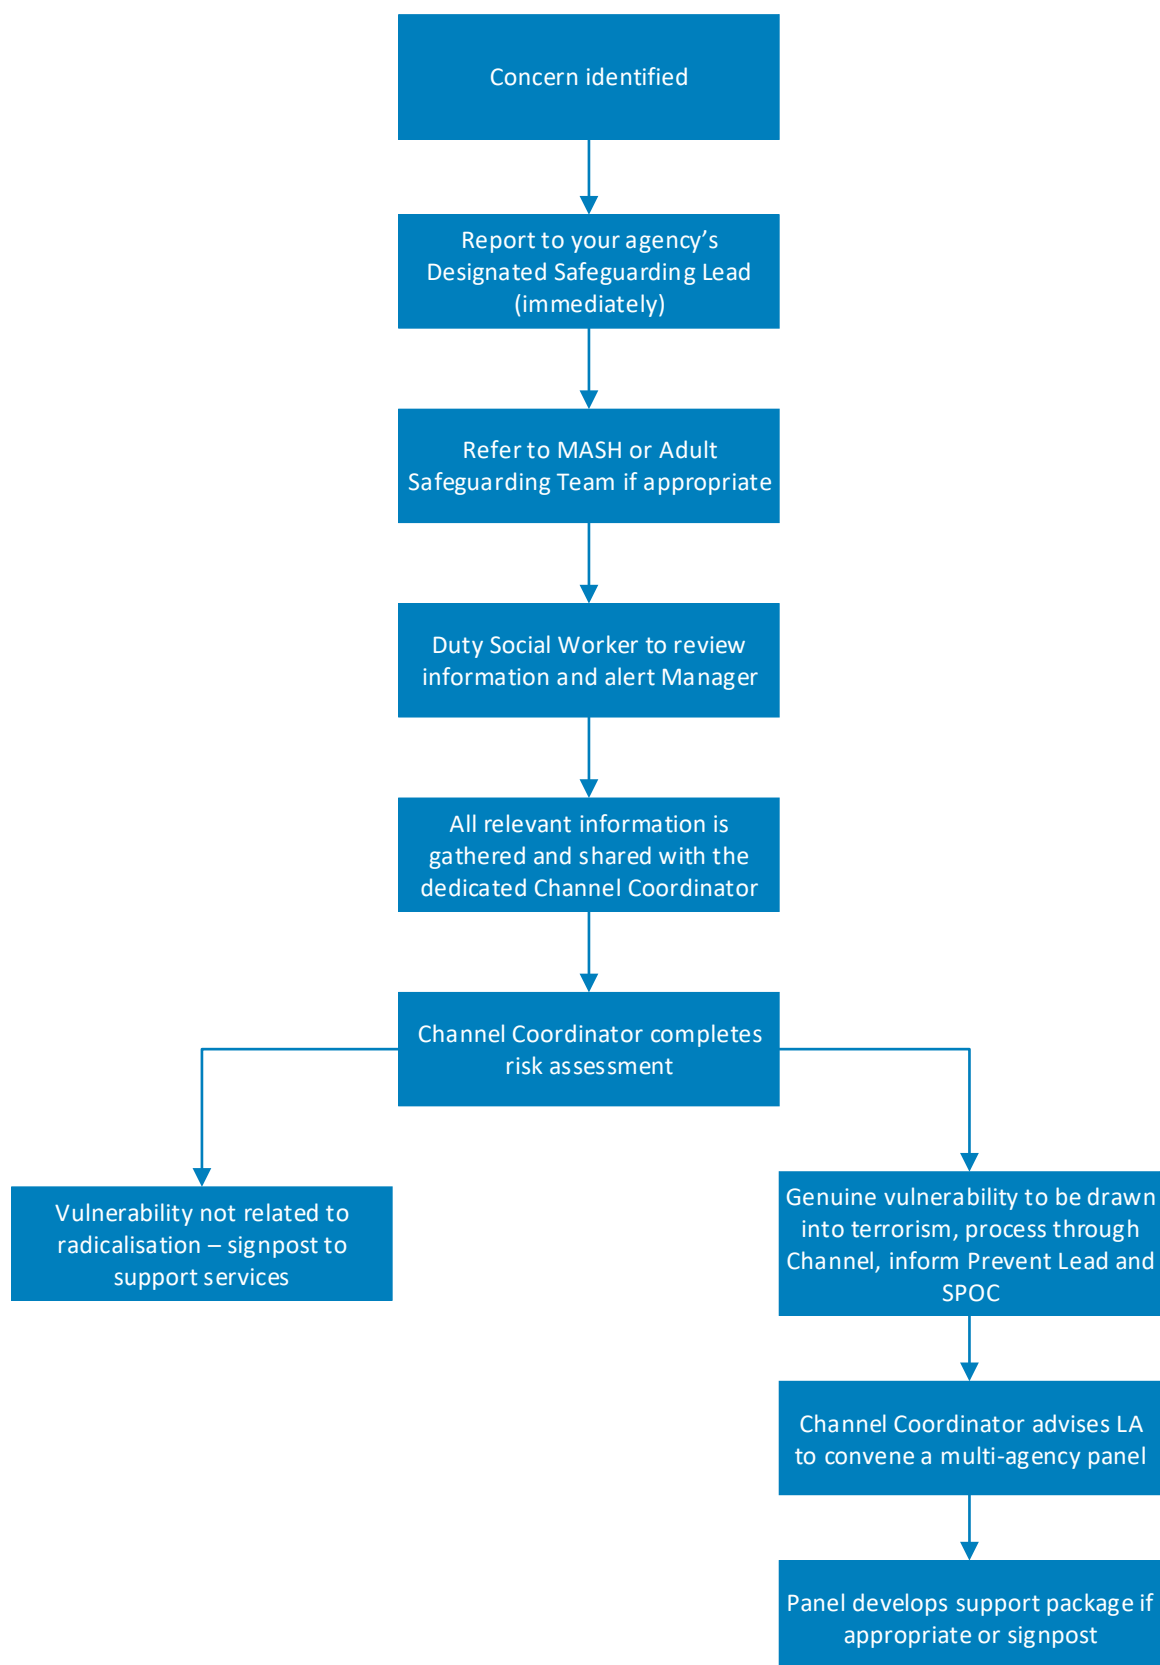 Concern identified
Report to your agency’s
Designated Safeguarding Lead
(immediately)
Refer to MASH or Adult
Safeguarding Team if appropriate
Duty Social Worker to review
information and alert Manager
All relevant information is
gathered and shared with the
dedicated Channel Coordinator
Channel Coordinator completes
risk assessment
Vulnerability not related to
radicalisation – signpost to
support services
Genuine vulnerability to be drawn
into terrorism, process through
Channel, inform Prevent Lead and
SPOC
Channel Coordinator advises LA
to convene a multi-agency panel
Panel develops support package if
appropriate or signpost